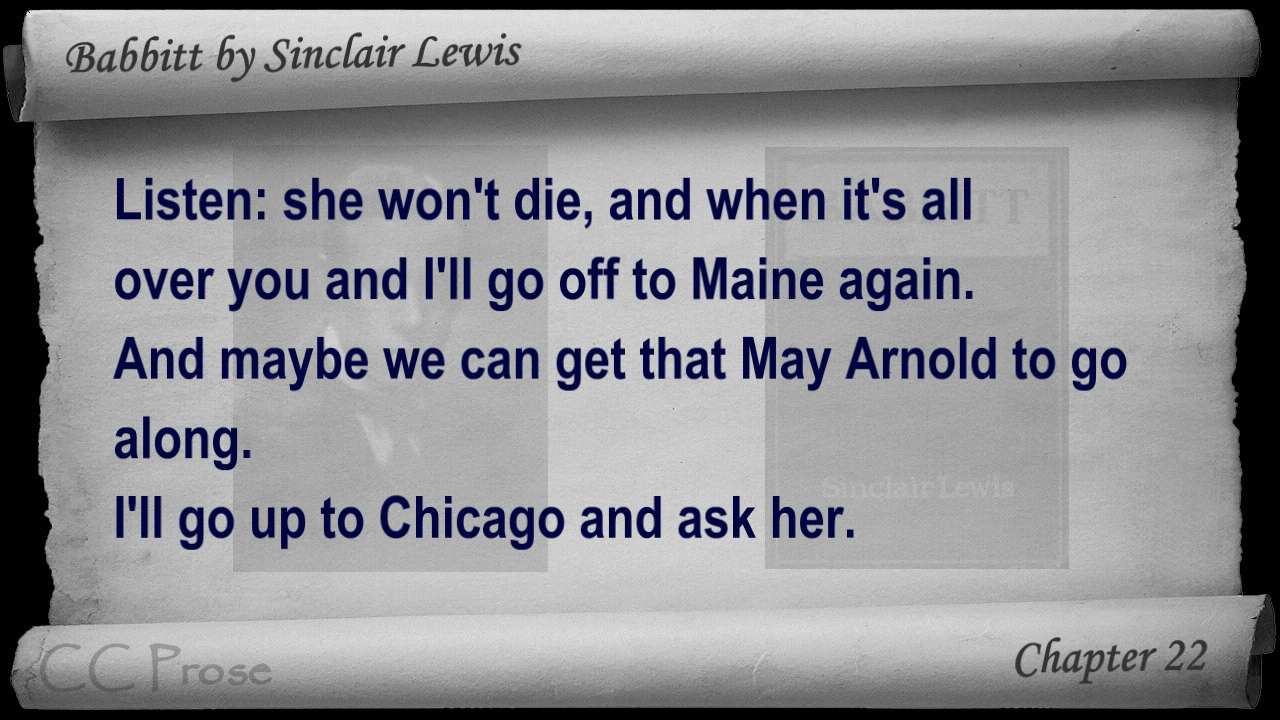 Babbitt by Sinclair Lewis
Listen: she won't die, and when it's all
over you and I'll go off to Maine again.
And maybe we can get that May Arnold to go
along.
I'll go up to Chicago and ask her.
Sinclair Lewis
CC Prose
Chapter 22